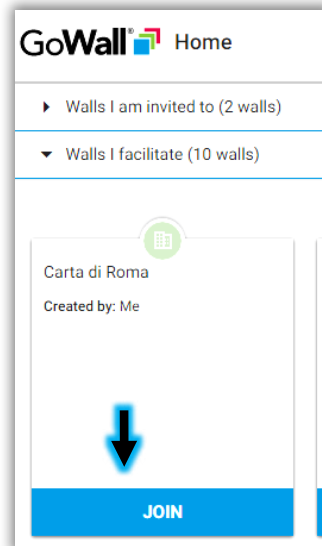 GoWall® Home
Walls I am invited to (2 walls)
Walls I facilitate (10 walls)
Carta di Roma
Created by: Me
JOIN